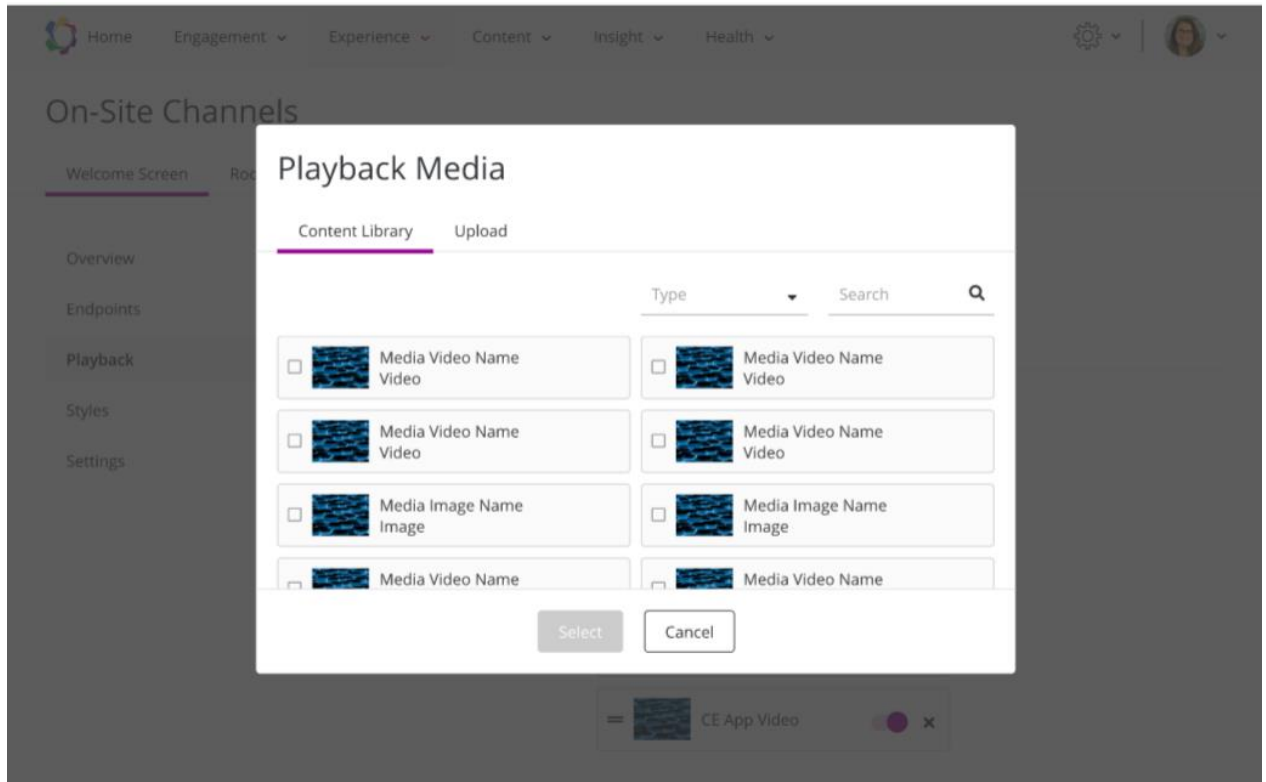 Home Engagement Experience Content Insight Health
On-Site Channels
Welcome Screen Roo
Playback Media
Content Library Upload
Overview
Endpoints
Playback
Styles
Settings
Type Search
Media Video Name
Video
Media Video Name
Video
Media Video Name
Video
Media Video Name
Video
Media Image Name
Image
Media Image Name
Image
Media Video Name
Media Video Name
Select Cancel
CE App Video